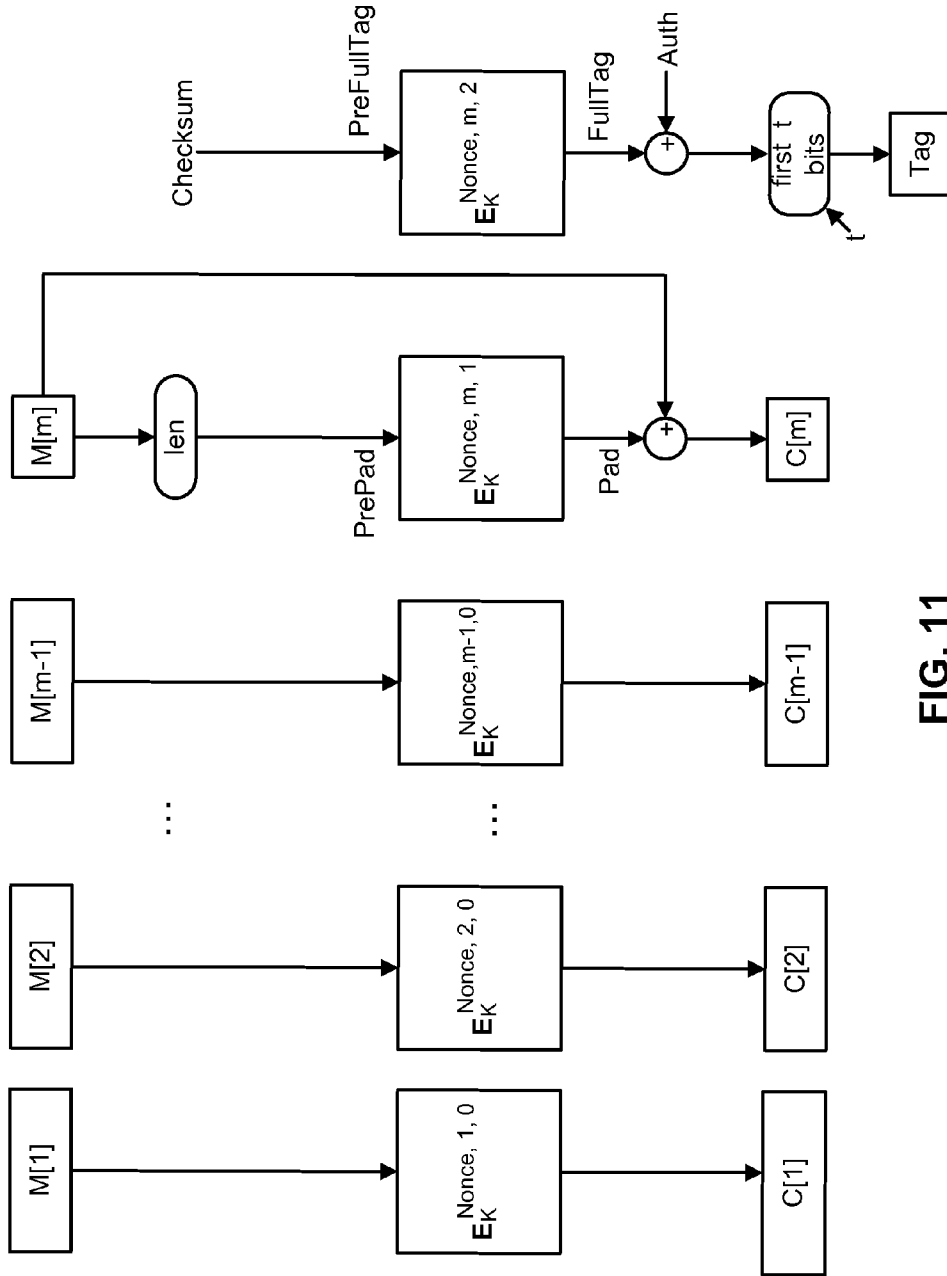 M[1]
M[2]
M[m-1]
M[m]
Checksum
...
len
PrePad
PreFullTag
E_K^Nonce, 1, 0
E_K^Nonce, 2, 0
...
E_K^Nonce,m-1,0
E_K^Nonce, m, 1
E_K^Nonce, m, 2
Pad
FullTag
+
+
Auth
first t
bits
t
C[1]
C[2]
C[m-1]
C[m]
Tag
FIG. 11